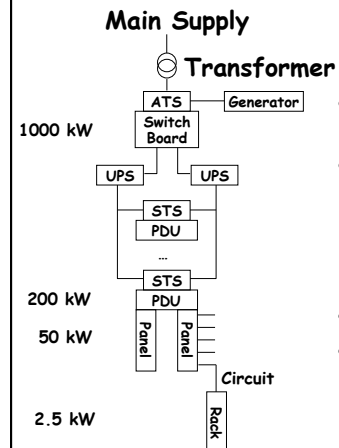 Main Supply
Transformer
ATS
Generator
1000 kW
Switch
Board
UPS
UPS
STS
PDU
...
STS
200 kW
PDU
50 kW
Panel
Panel
Circuit
2.5 kW
Rack